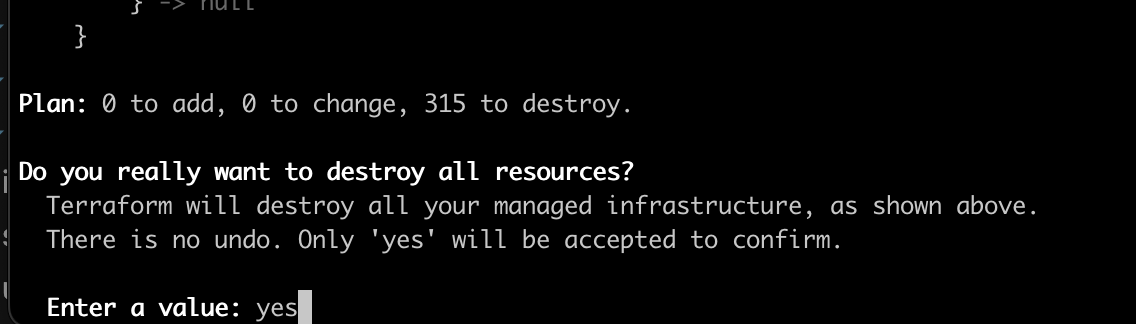 } -> null
}
Plan: 0 to add, 0 to change, 315 to destroy.
Do you really want to destroy all resources?
Terraform will destroy all your managed infrastructure, as shown above.
There is no undo. Only 'yes' will be accepted to confirm.
Enter a value: yes